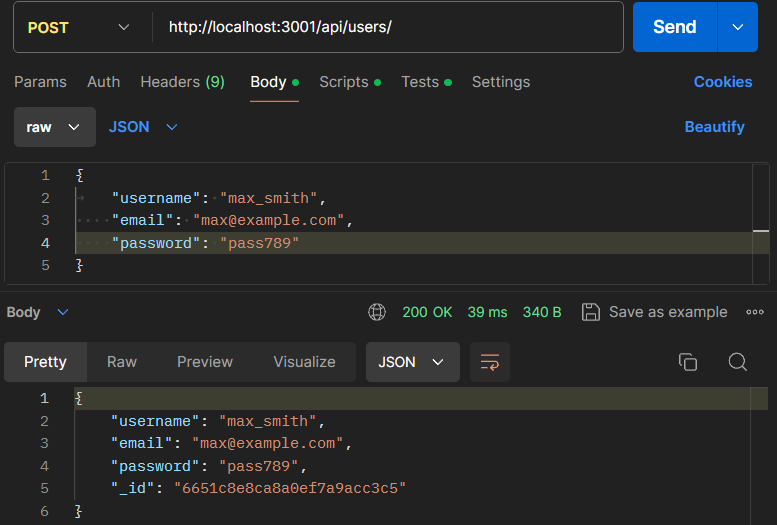 POST http://localhost:3001/api/users/ Send
Params Auth Headers (9) Body Scripts Tests Settings Cookies
raw JSON Beautify
1 {
2 "username": "max_smith",
3 "email": "max@example.com",
4 "password": "pass789"
5 }
Body 200 OK 39 ms 340 B Save as example
Pretty Raw Preview Visualize JSON
1 {
2 "username": "max_smith",
3 "email": "max@example.com",
4 "password": "pass789",
5 "_id": "6651c8e8ca8a0ef7a9acc3c5"
6 }